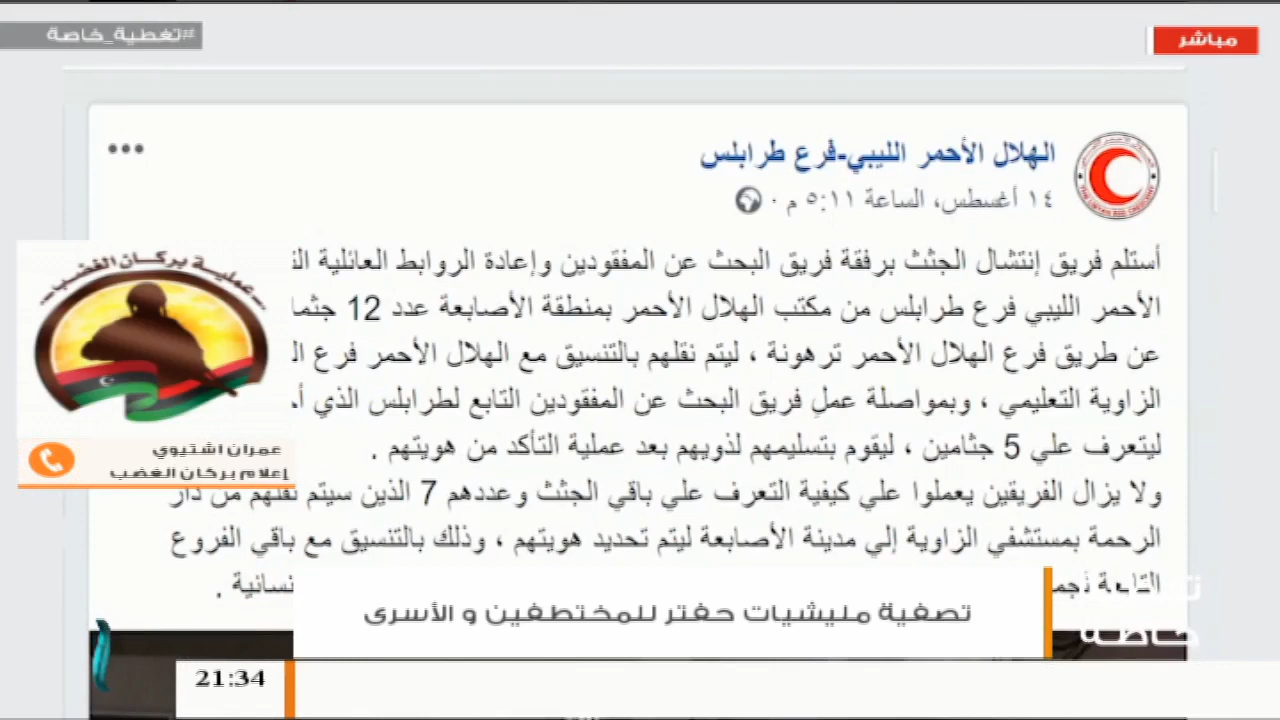 #تغطية_خاصة
مباشر
الهلال الأحمر الليبي-فرع طرابلس
١٤ أغسطس، الساعة ٥:١١ م ·
أستلم فريق إنتشال الجثث برفقة فريق البحث عن المفقودين وإعادة الروابط العائلية
الأحمر الليبي فرع طرابلس من مكتب الهلال الأحمر بمنطقة الأصابعة عدد 12
عن طريق فرع الهلال الأحمر ترهونة ، ليتم نقلهم بالتنسيق مع الهلال الأحمر فرع
الزاوية التعليمي ، وبمواصلة عمل فريق البحث عن المفقودين التابع لطرابلس الذي
ليتعرف علي 5 جثامين ، ليقوم بتسليمهم لذويهم بعد عملية التأكد من هويتهم .
ولا يزال الفريقين يعملوا علي كيفية التعرف علي باقي الجثث وعددهم 7 الذين سيتم نقلهم من دار
الرحمة بمستشفي الزاوية إلي مدينة الأصابعة ليتم تحديد هويتهم ، وذلك بالتنسيق مع باقي الفروع
عملية بركان الغضب
عمران اشتيوي
إعلام بركان الغضب
تصفية مليشيات حفتر للمختطفين و الأسرى
خاصة
21:34